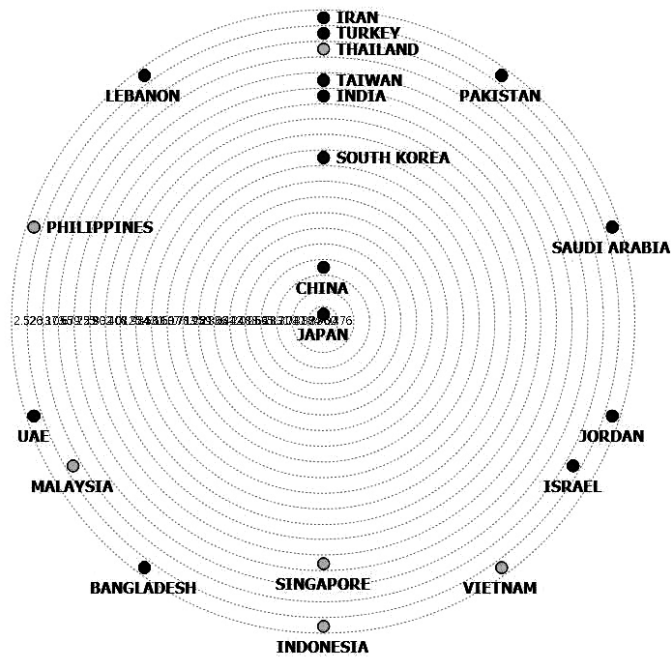 IRAN
TURKEY
THAILAND
LEBANON
TAIWAN
PAKISTAN
INDIA
SOUTH KOREA
PHILIPPINES
SAUDI ARABIA
CHINA
JAPAN
UAE
JORDAN
MALAYSIA
ISRAEL
BANGLADESH
SINGAPORE
VIETNAM
INDONESIA